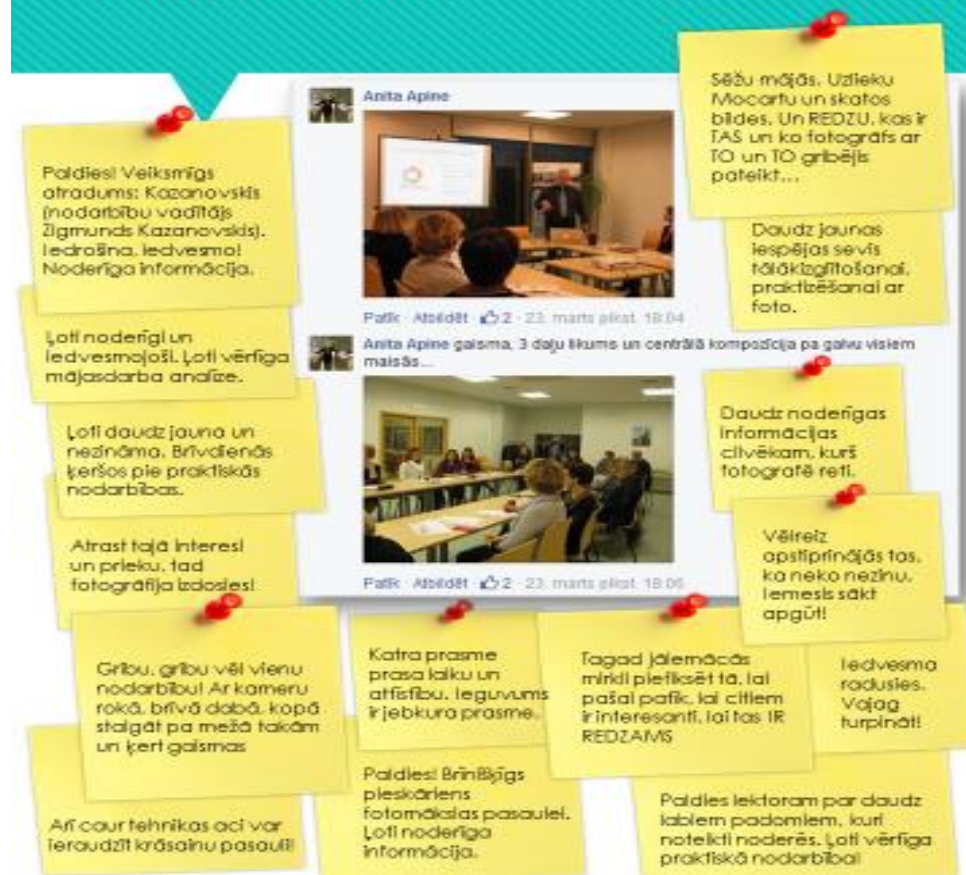 Paldies! Veiksmīgs
atradums: Kazanovskis
(nodarbību vadītājs
Zigmunds Kazanovskis).
Iedrošina, iedvesmo!
Noderīga informācija.
Ļoti noderīgi un
iedvesmojoši. Ļoti vērtīga
mājasdarba analīze.
Ļoti daudz jauna un
nezināma. Brīvdienās
ķeršos pie praktiskās
nodarbības.
Atrast tajā interesi
un prieku, tad
fotogrāfija izdosies!
Anita Apine
Patīk · Atbildēt · 2 · 23. marts plkst. 18:04
Anita Apine gaisma, 3 daļu likums un centrālā kompozīcija pa galvu visiem
maisās...
Patīk · Atbildēt · 2 · 23. marts plkst. 18:06
Sēžu mājās. Uzlieku
Mocartu un skatos
bildes. Un REDZU, kas ir
TAS un ko fotogrāfs ar
TO un TO gribējis
pateikt...
Daudz jaunas
iespējas sevis
tālākizglītošanai,
praktizēšanai ar
foto.
Daudz noderīgas
informācijas
cilvēkam, kurš
fotografē reti.
Vēlreiz
apstiprinājās tas,
ka neko nezinu.
Iemesls sākt
apgūt!
Gribu, gribu vēl vienu
nodarbību! Ar kameru
rokā, brīvā dabā, kopā
staigāt pa mežā takām
un ķert gaismas
Katra prasme
prasa laiku un
attīstību. Ieguvums
ir jebkura prasme.
Tagad jāiemācās
mirkli piefiksēt tā, lai
pašai patīk, lai citiem
ir interesanti, lai tas IR
REDZAMS
Iedvesma
radusies.
Vajag
turpināt!
Arī caur tehnikas aci var
ieraudzīt krāsainu pasauli!
Paldies! Brīnišķīgs
pieskāriens
fotomākslas pasaulei.
Ļoti noderīga
informācija.
Paldies lektoram par daudz
labiem padomiem, kuri
noteikti noderēs. Ļoti vērtīga
praktiskā nodarbība!